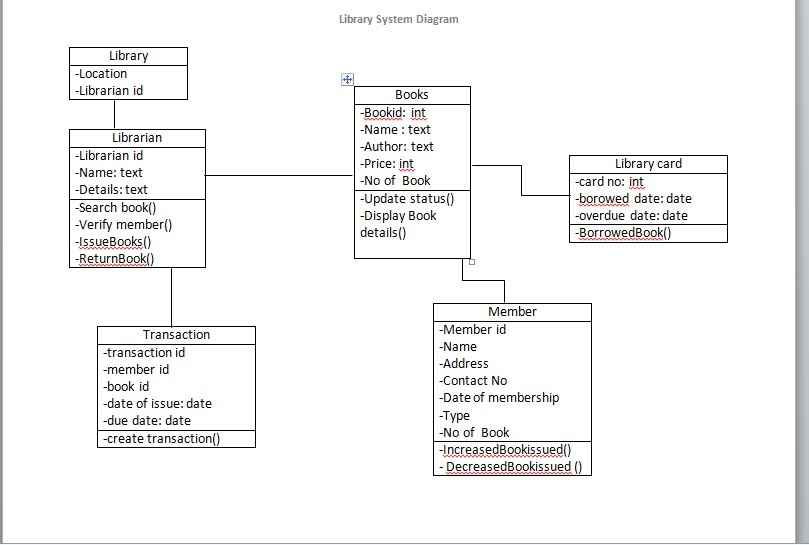 Library System Diagram
Library
-Location
-Librarian id
Librarian
-Librarian id
-Name: text
-Details: text
-Search book()
-Verify member()
-IssueBooks()
-ReturnBook()
Transaction
-transaction id
-member id
-book id
-date of issue: date
-due date: date
-create transaction()
Books
-Bookid: int
-Name : text
-Author: text
-Price: int
-No of Book
-Update status()
-Display Book
details()
Library card
-card no: int
-borowed date: date
-overdue date: date
-BorrowedBook()
Member
-Member id
-Name
-Address
-Contact No
-Date of membership
-Type
-No of Book
-IncreasedBookissued()
- DecreasedBookissued ()